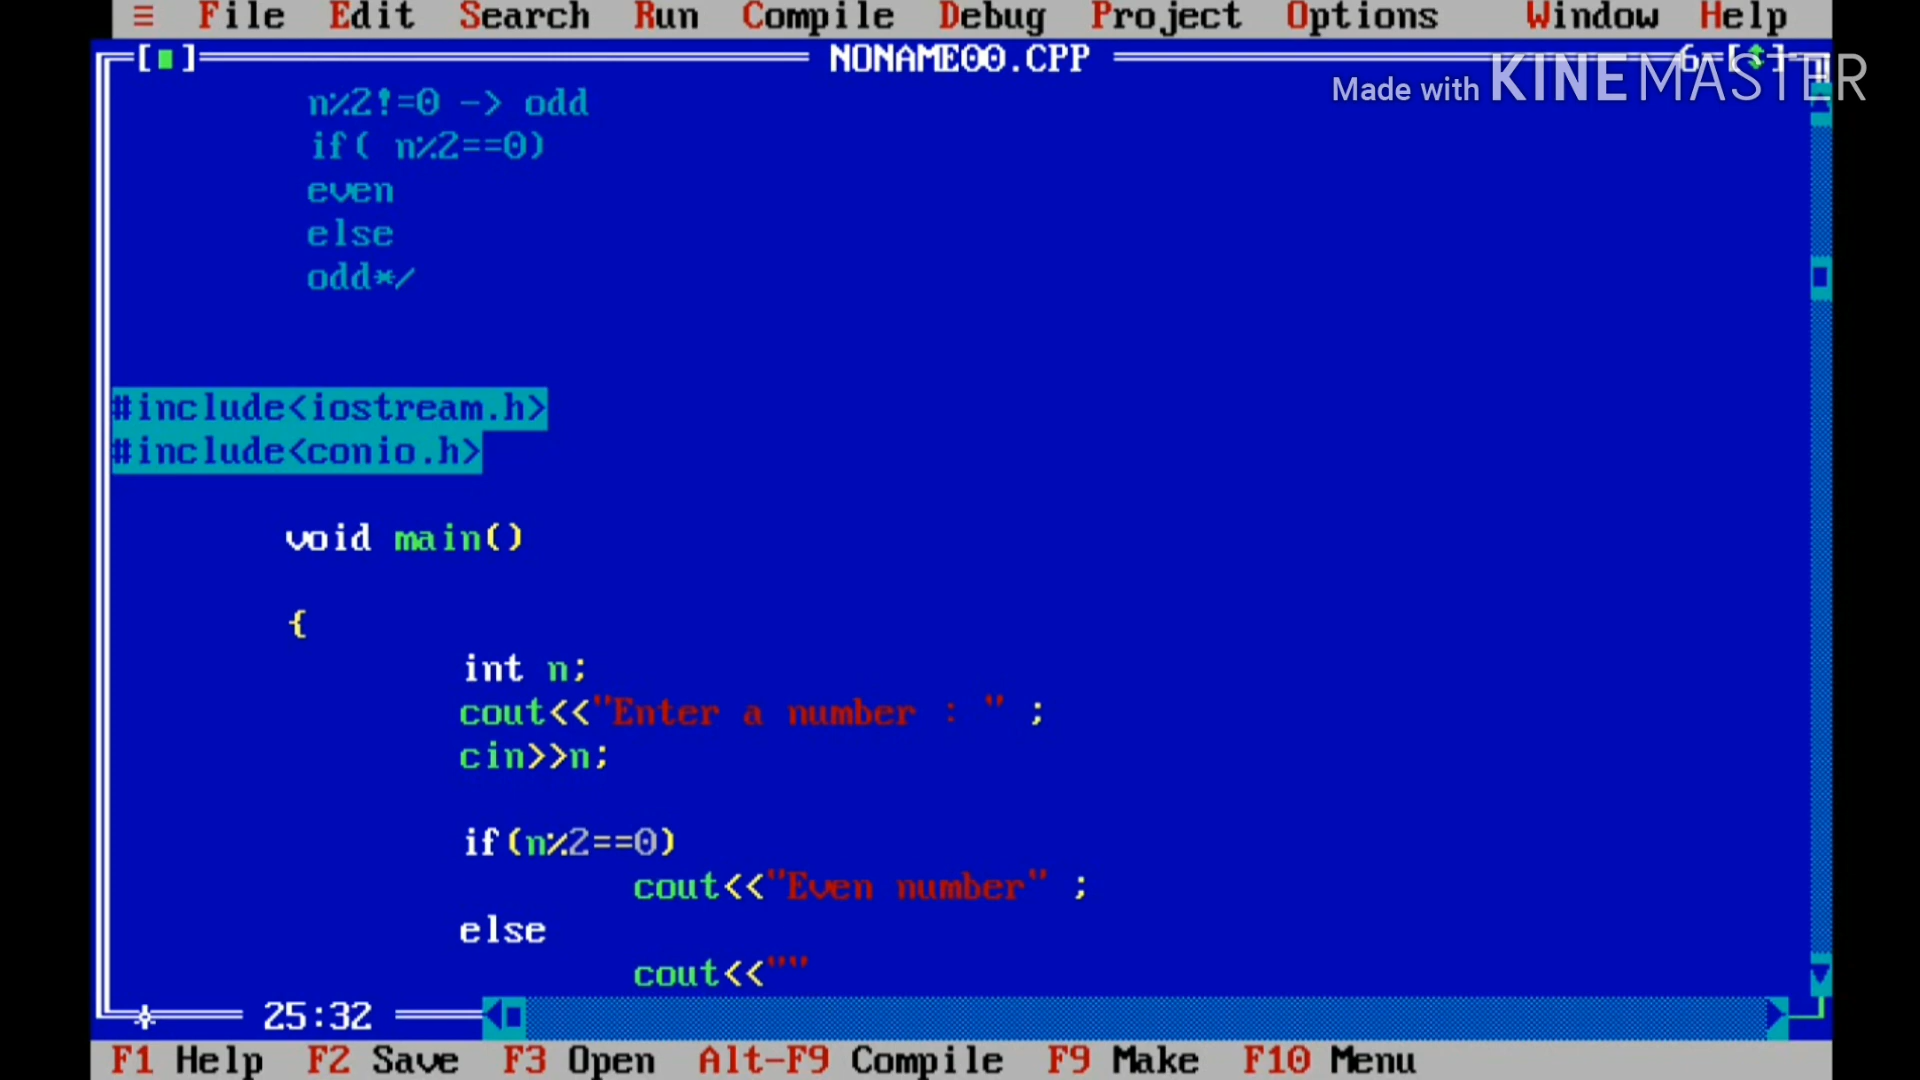 ≡ File Edit Search Run Compile Debug Project Options Window Help
[■] NONAME00.CPP 6=[↕]
Made with KINEMASTER
n%2!=0 -> odd
if( n%2==0)
even
else
odd*/
#include<iostream.h>
#include<conio.h>
void main()
{
int n;
cout<<"Enter a number : " ;
cin>>n;
if(n%2==0)
cout<<"Even number" ;
else
cout<<""
25:32
F1 Help F2 Save F3 Open Alt-F9 Compile F9 Make F10 Menu